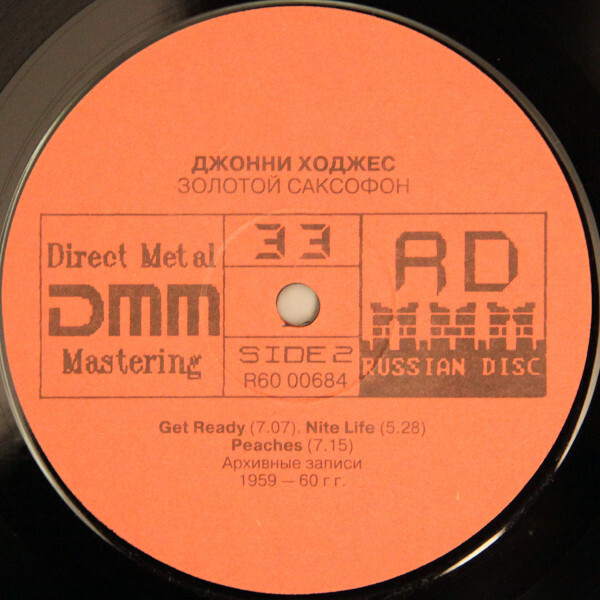 ДЖОННИ ХОДЖЕС
ЗОЛОТОЙ САКСОФОН
Direct Metal
DMM
Mastering
33
SIDE 2
R60 00684
RD
RUSSIAN DISC
Get Ready (7.07). Nite Life (5.28)
Peaches (7.15)
Архивные записи
1959 — 60 г г.